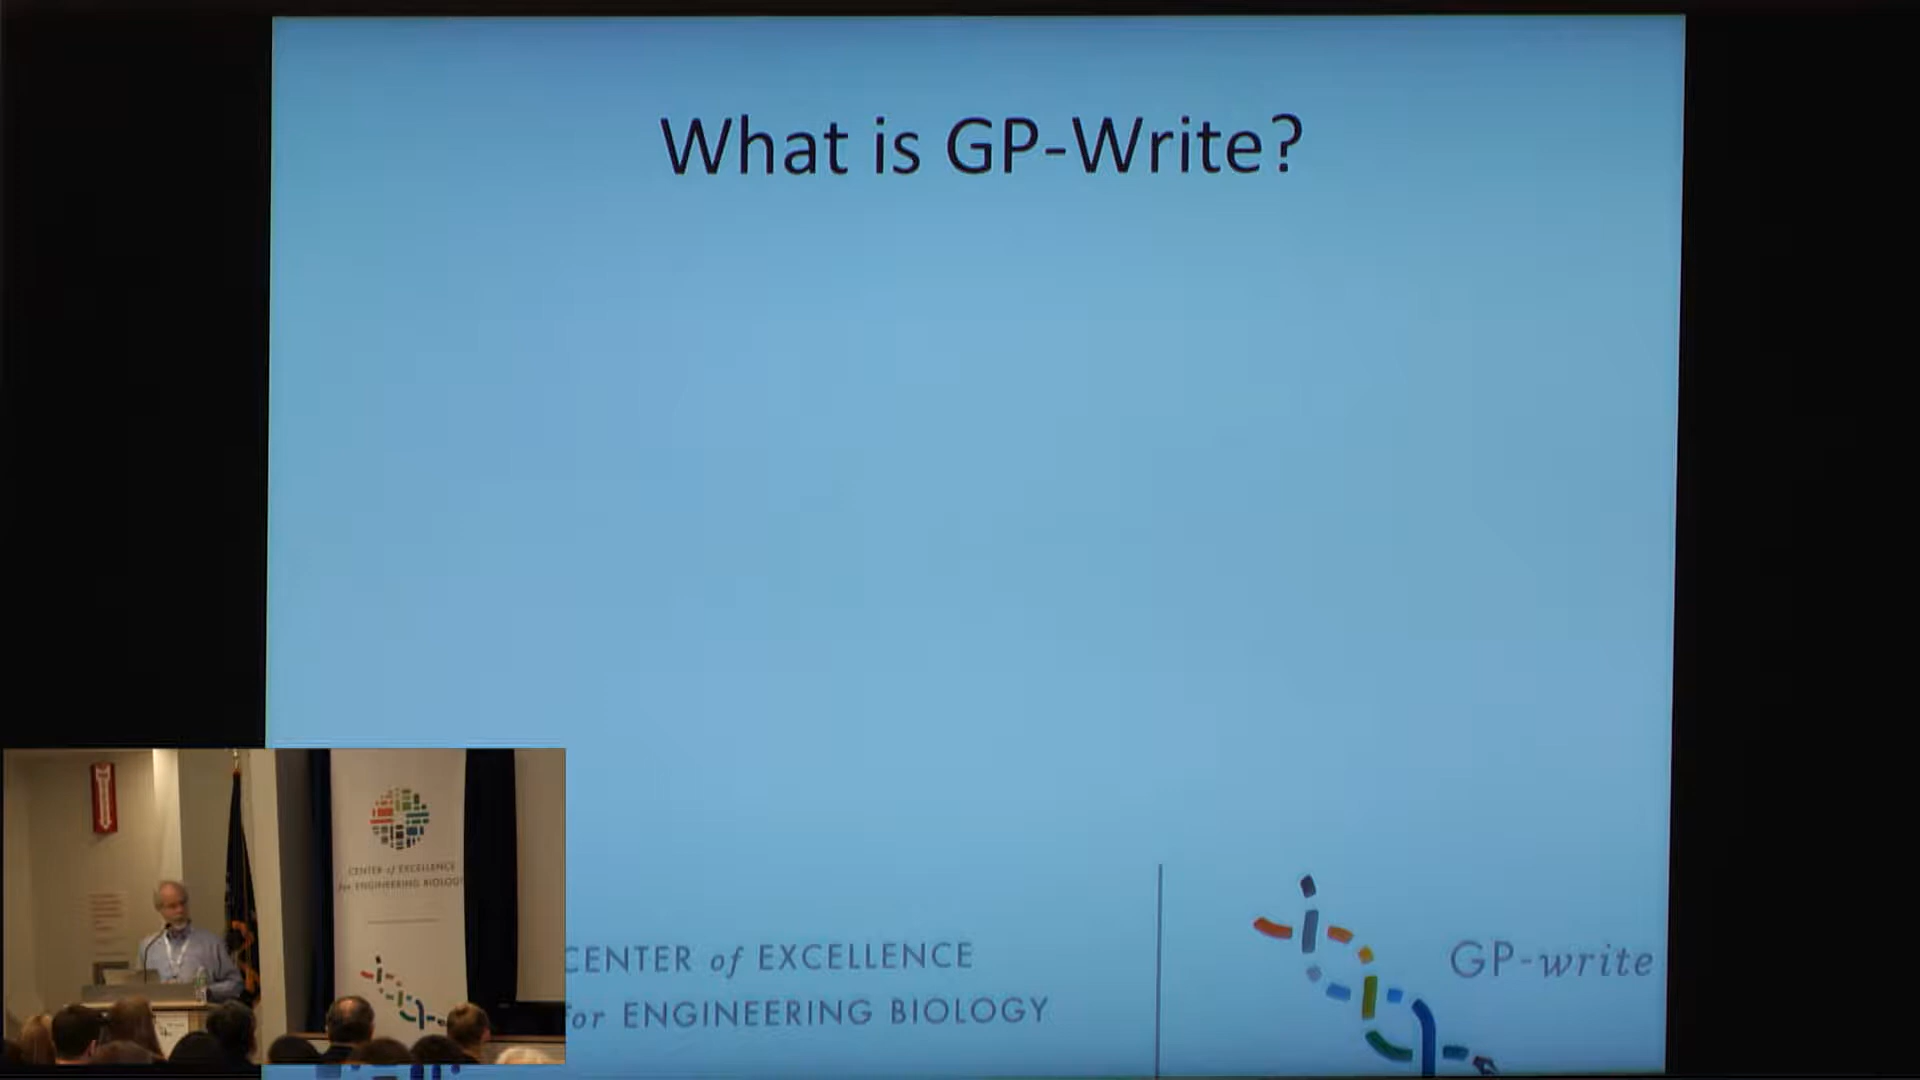 What is GP-Write?
CENTER of EXCELLENCE
for ENGINEERING BIOLOGY
GP-write
CENTER of EXCELLENCE
for ENGINEERING BIOLOGY